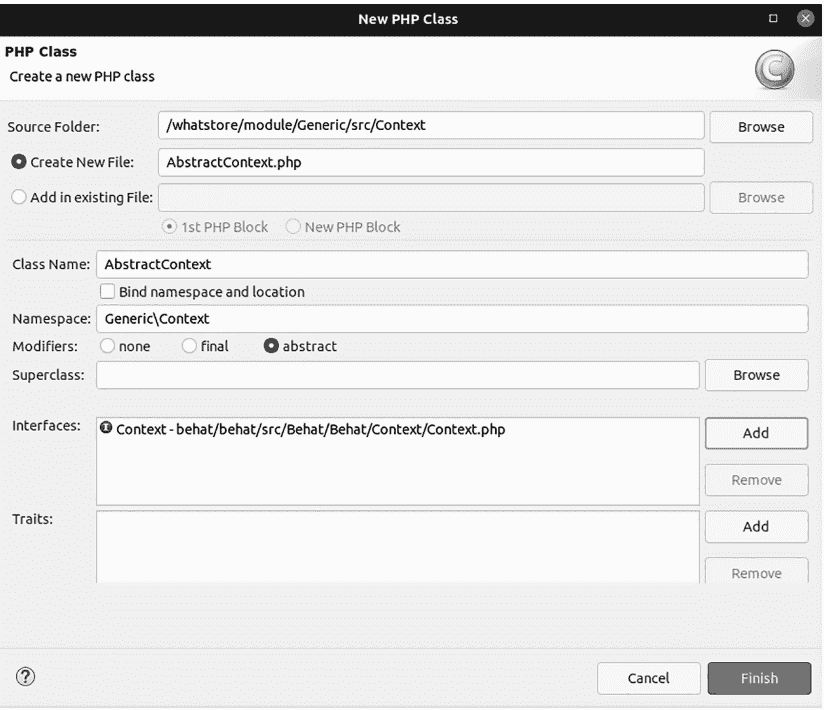 New PHP Class
PHP Class
Create a new PHP class
Source Folder: /whatstore/module/Generic/src/Context Browse
Create New File: AbstractContext.php
Add in existing File: Browse
1st PHP Block New PHP Block
Class Name: AbstractContext
Bind namespace and location
Namespace: Generic\Context
Modifiers: none final abstract
Superclass: Browse
Interfaces: Context - behat/behat/src/Behat/Behat/Context/Context.php Add
Remove
Traits: Add
Remove
Cancel Finish